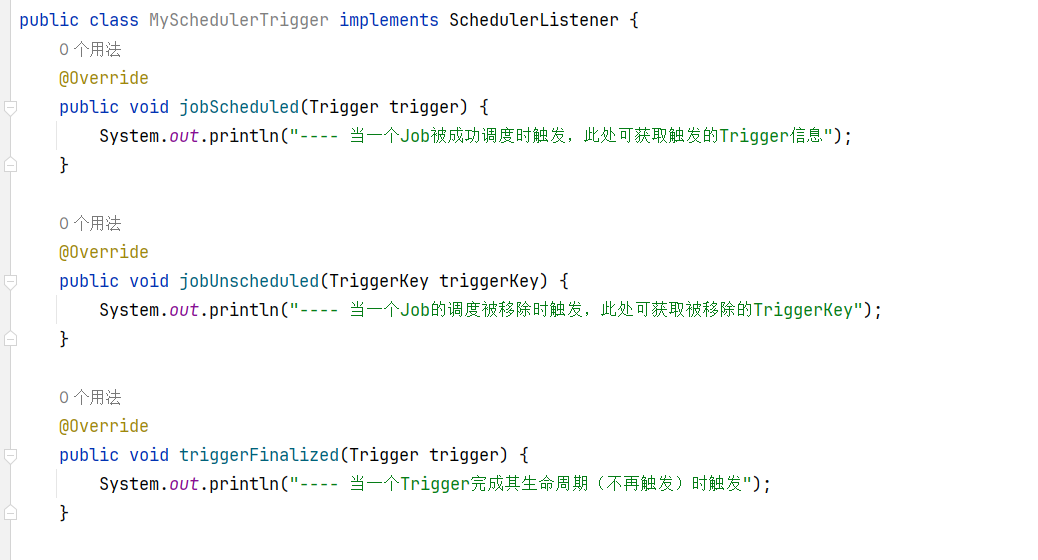 public class MySchedulerTrigger implements SchedulerListener {
0 个用法
@Override
public void jobScheduled(Trigger trigger) {
System.out.println("---- 当一个Job被成功调度时触发，此处可获取触发的Trigger信息");
}
0 个用法
@Override
public void jobUnscheduled(TriggerKey triggerKey) {
System.out.println("---- 当一个Job的调度被移除时触发，此处可获取被移除的TriggerKey");
}
0 个用法
@Override
public void triggerFinalized(Trigger trigger) {
System.out.println("---- 当一个Trigger完成其生命周期（不再触发）时触发");
}